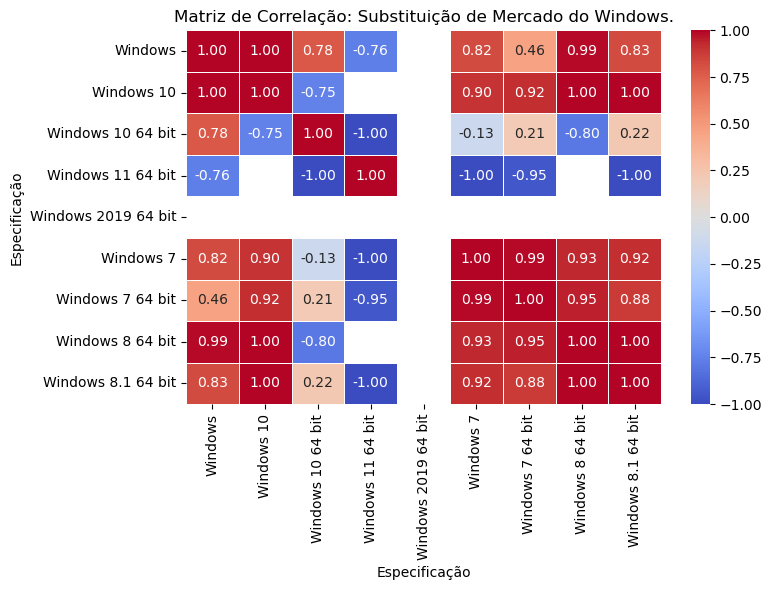 Matriz de Correlação: Substituição de Mercado do Windows.
Especificação
Windows 1.00 1.00 0.78 -0.76 0.82 0.46 0.99 0.83
Windows 10 1.00 1.00 -0.75 0.90 0.92 1.00 1.00
Windows 10 64 bit 0.78 -0.75 1.00 -1.00 -0.13 0.21 -0.80 0.22
Windows 11 64 bit -0.76 -1.00 1.00 -1.00 -0.95 -1.00
Windows 2019 64 bit
Windows 7 0.82 0.90 -0.13 -1.00 1.00 0.99 0.93 0.92
Windows 7 64 bit 0.46 0.92 0.21 -0.95 0.99 1.00 0.95 0.88
Windows 8 64 bit 0.99 1.00 -0.80 0.93 0.95 1.00 1.00
Windows 8.1 64 bit 0.83 1.00 0.22 -1.00 0.92 0.88 1.00 1.00
Windows
Windows 10
Windows 10 64 bit
Windows 11 64 bit
Windows 2019 64 bit
Windows 7
Windows 7 64 bit
Windows 8 64 bit
Windows 8.1 64 bit
Especificação
1.00
0.75
0.50
0.25
0.00
−0.25
−0.50
−0.75
−1.00